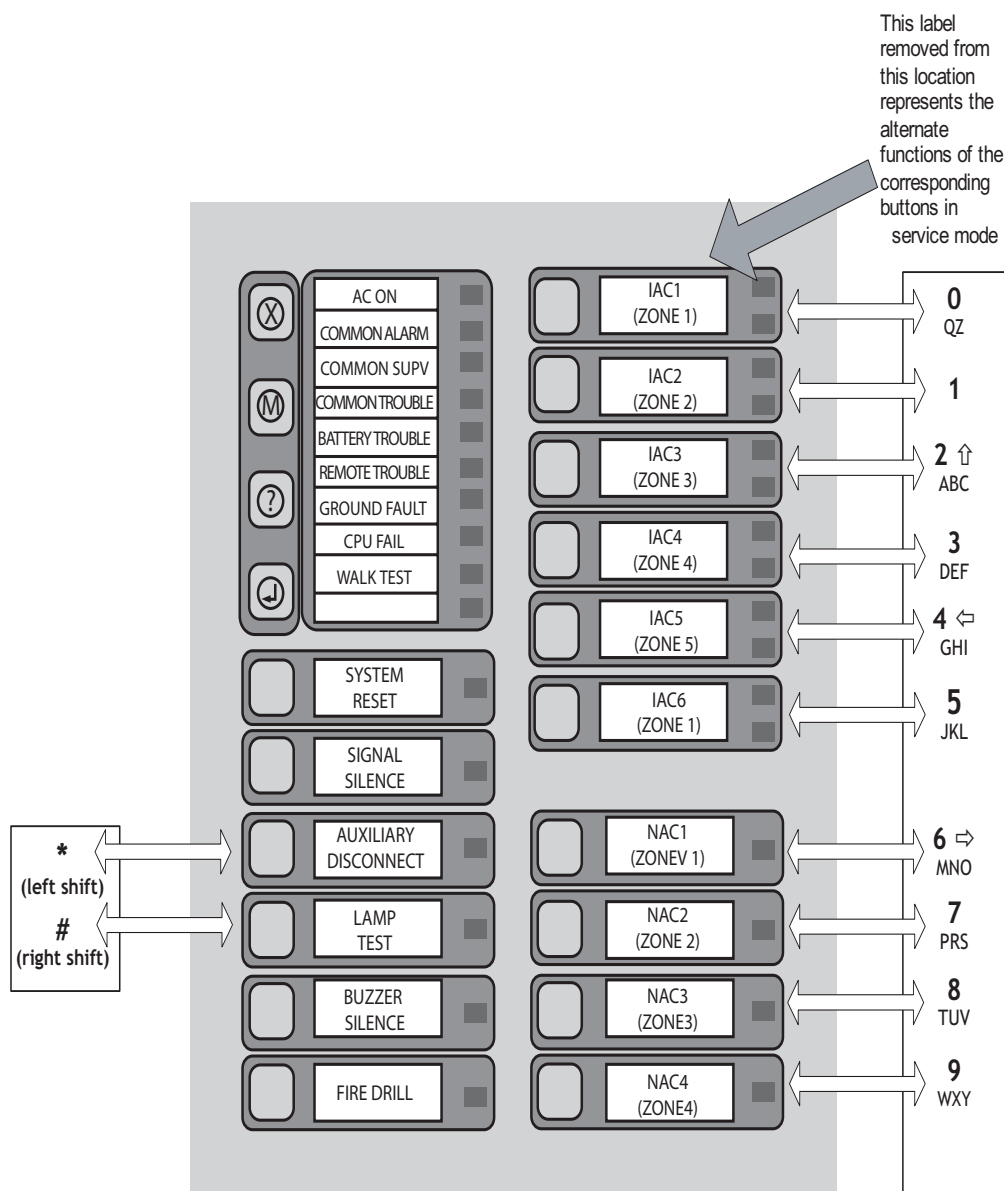 This label
removed from
this location
represents the
alternate
functions of the
corresponding
buttons in
service mode
X
M
?
AC ON
COMMON ALARM
COMMON SUPV
COMMON TROUBLE
BATTERY TROUBLE
REMOTE TROUBLE
GROUND FAULT
CPU FAIL
WALK TEST
SYSTEM
RESET
SIGNAL
SILENCE
AUXILIARY
DISCONNECT
LAMP
TEST
BUZZER
SILENCE
FIRE DRILL
*
(left shift)
#
(right shift)
IAC1
(ZONE 1)
IAC2
(ZONE 2)
IAC3
(ZONE 3)
IAC4
(ZONE 4)
IAC5
(ZONE 5)
IAC6
(ZONE 1)
NAC1
(ZONEV 1)
NAC2
(ZONE 2)
NAC3
(ZONE3)
NAC4
(ZONE4)
0
QZ
1
2 ⇧
ABC
3
DEF
4 ⇦
GHI
5
JKL
6 ⇨
MNO
7
PRS
8
TUV
9
WXY